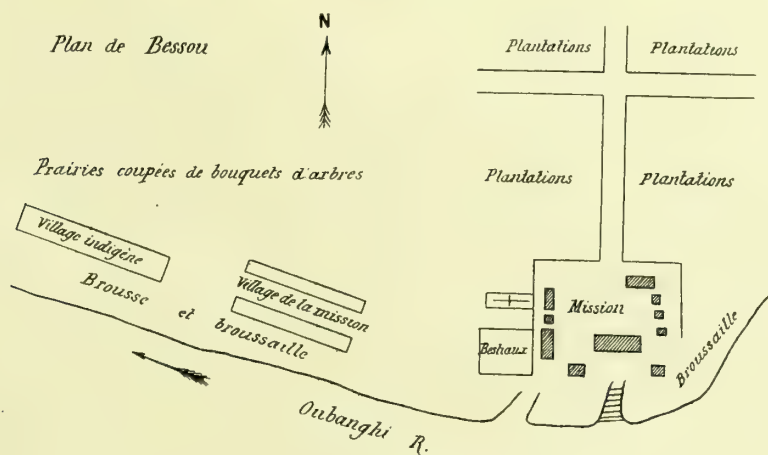 Plan de Bessou
N
Plantations
Plantations
Prairies coupées de bouquets d'arbres
Plantations
Plantations
Village indigène
Brousse et broussaille
Village de la mission
Mission
Bestiaux
Broussaille
Oubanghi R.